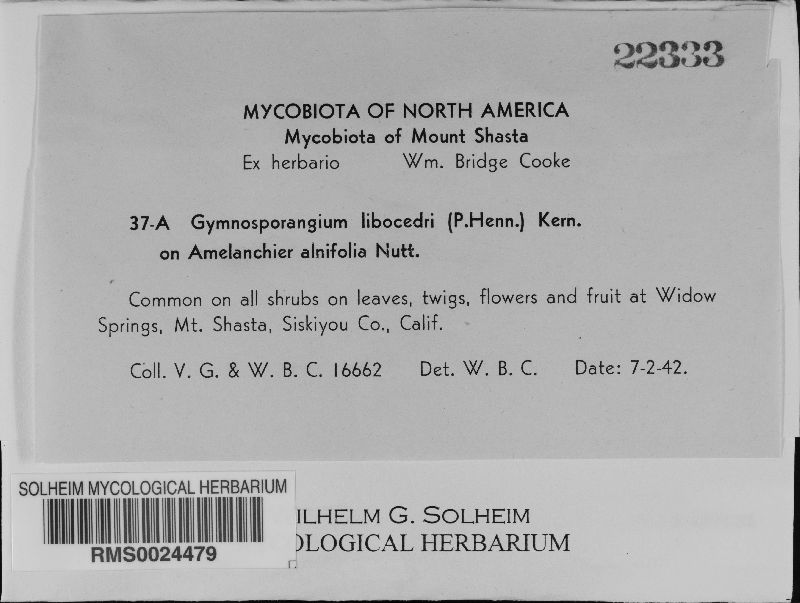 22333
MYCOBIOTA OF NORTH AMERICA
Mycobiota of Mount Shasta
Ex herbario Wm. Bridge Cooke
37-A Gymnosporangium libocedri (P.Henn.) Kern.
on Amelanchier alnifolia Nutt.
Common on all shrubs on leaves, twigs, flowers and fruit at Widow
Springs, Mt. Shasta, Siskiyou Co., Calif.
Coll. V. G. & W. B. C. 16662 Det. W. B. C. Date: 7-2-42.
SOLHEIM MYCOLOGICAL HERBARIUM
RMS0024479
ILHELM G. SOLHEIM
OLOGICAL HERBARIUM